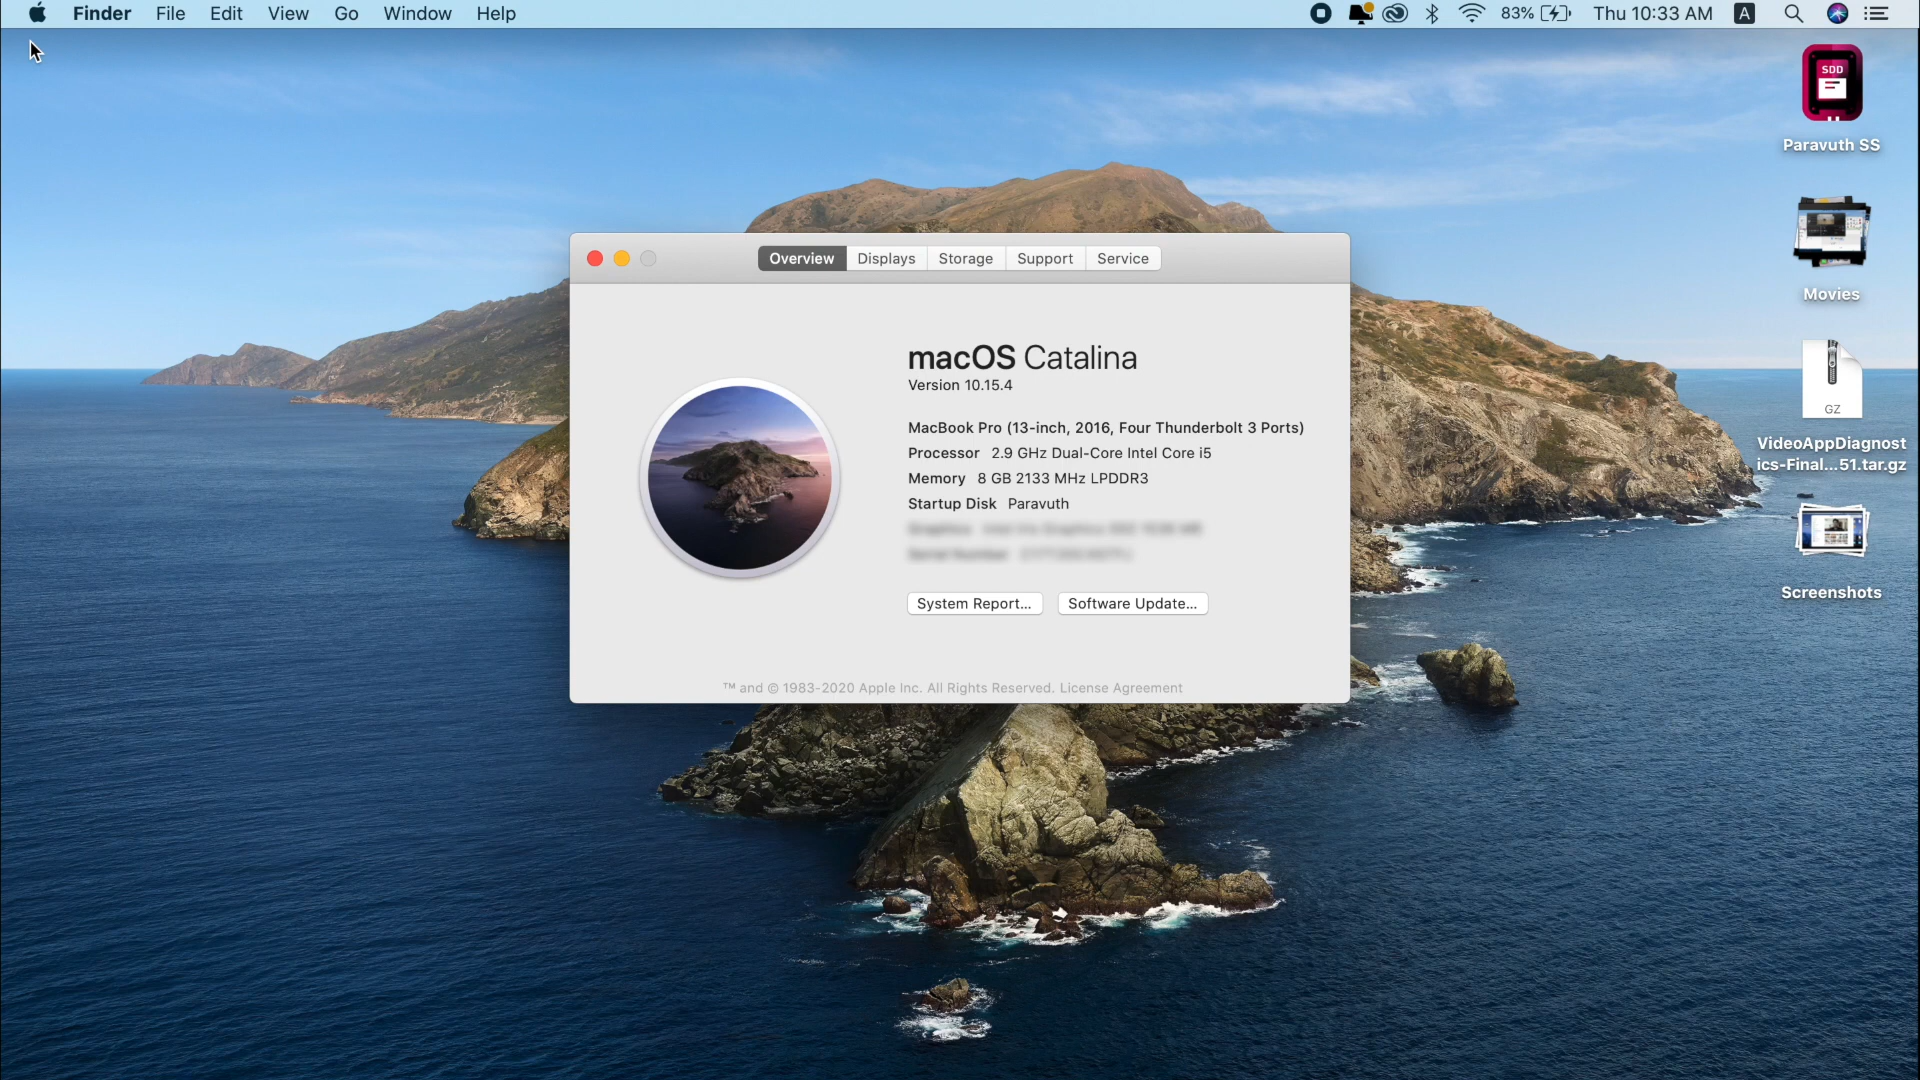 Finder File Edit View Go Window Help
83% Thu 10:33 AM A
SDD
Paravuth SS
Movies
GZ
VideoAppDiagnost
ics-Final...51.tar.gz
Screenshots
Overview Displays Storage Support Service
macOS Catalina
Version 10.15.4
MacBook Pro (13-inch, 2016, Four Thunderbolt 3 Ports)
Processor 2.9 GHz Dual-Core Intel Core i5
Memory 8 GB 2133 MHz LPDDR3
Startup Disk Paravuth
System Report...
Software Update...
™ and © 1983-2020 Apple Inc. All Rights Reserved. License Agreement